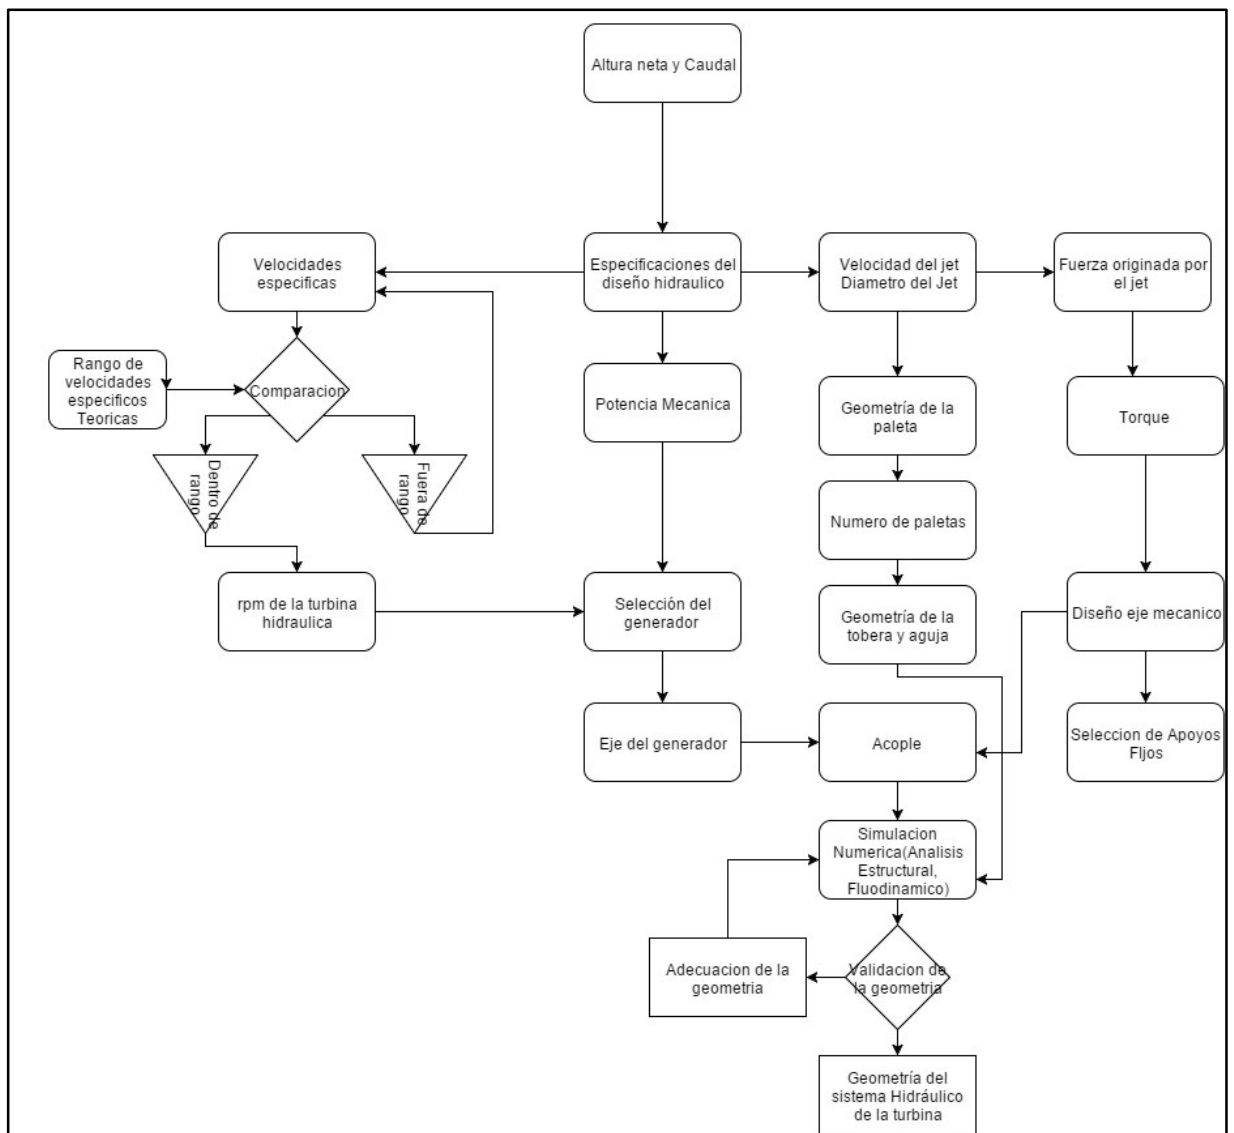 Altura neta y Caudal
Velocidades
especificas
Especificaciones del
diseño hidraulico
Velocidad del jet
Diametro del Jet
Fuerza originada por
el jet
Rango de
velocidades
especificos
Teoricas
Comparacion
Potencia Mecanica
Geometría de la
paleta
Torque
Dentro de
rango
Fuera de
rango
Numero de paletas
rpm de la turbina
hidraulica
Selección del
generador
Geometría de la
tobera y aguja
Diseño eje mecanico
Eje del generador
Acople
Seleccion de Apoyos
FIjos
Simulacion
Numerica(Analisis
Estructural,
Fluodinamico)
Adecuacion de la
geometria
Validacion de
la geometria
Geometría del
sistema Hidráulico
de la turbina